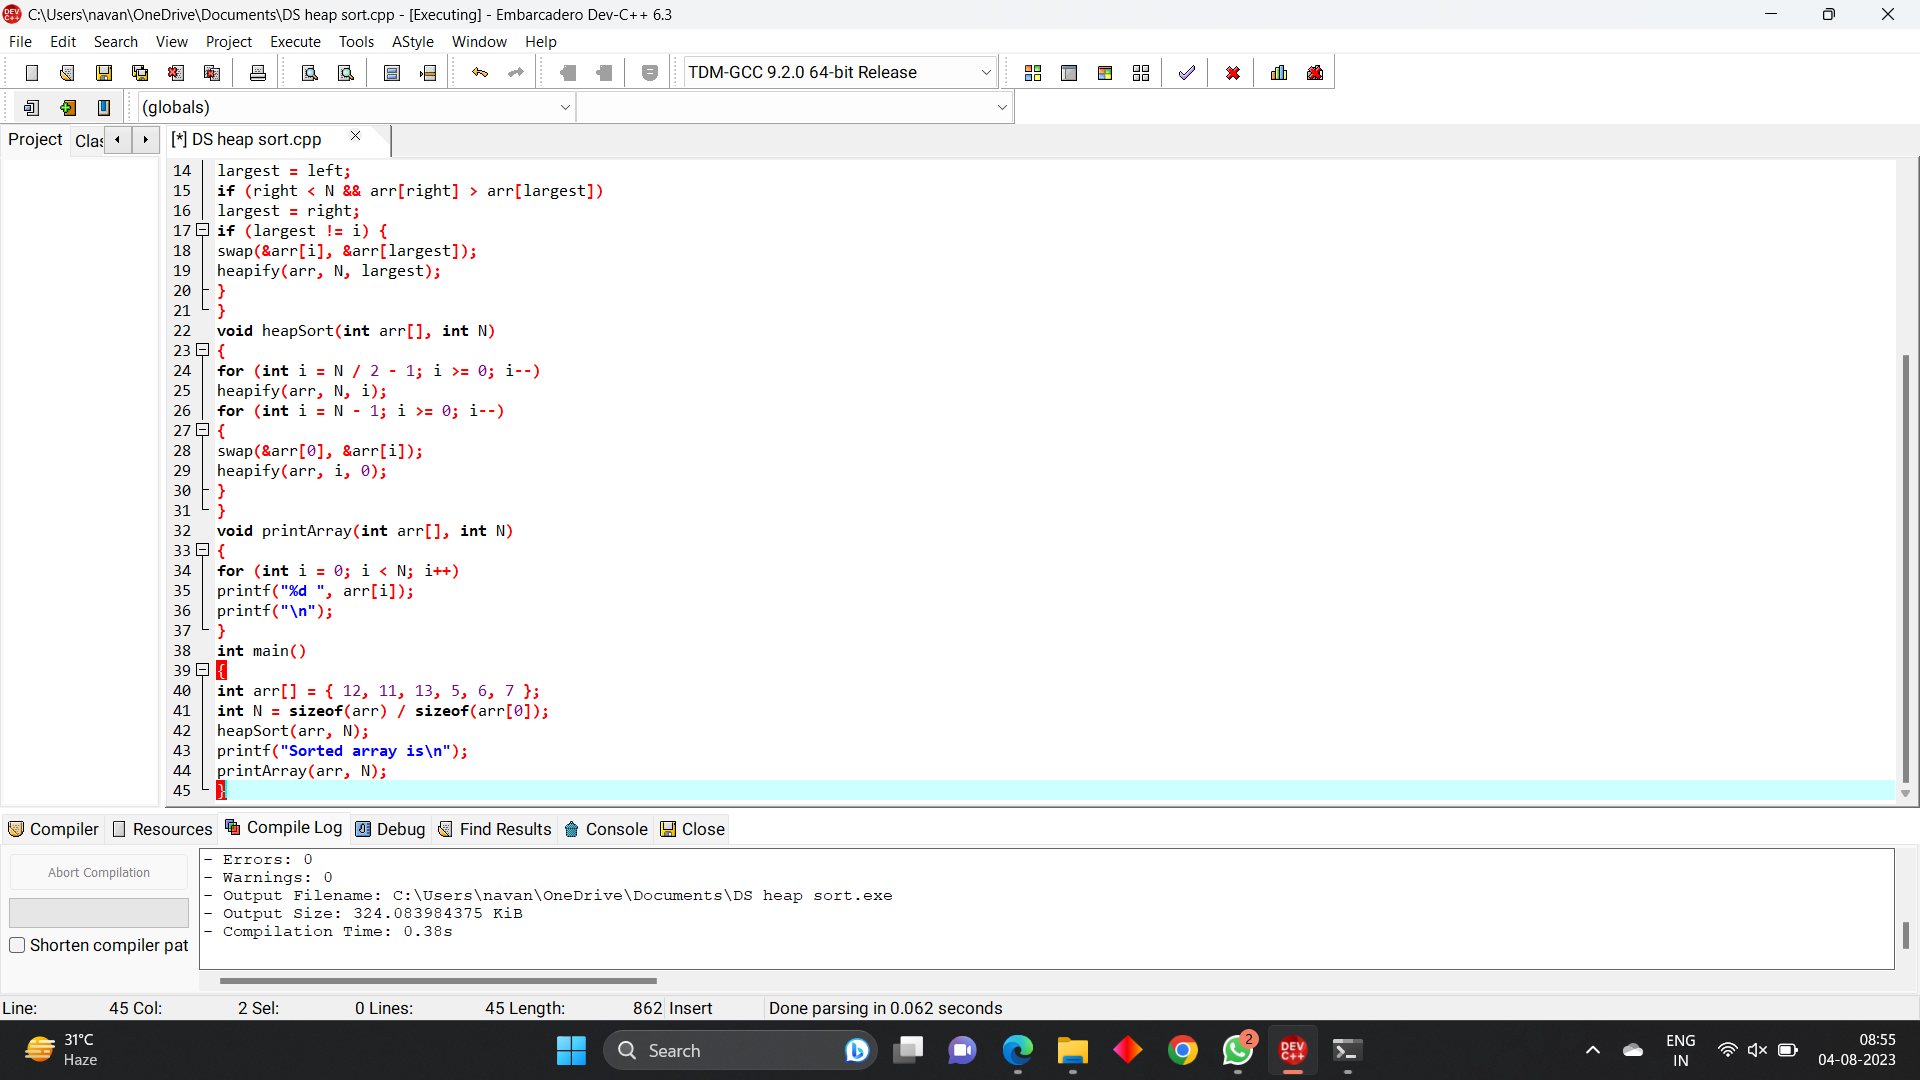 C:\Users\navan\OneDrive\Documents\DS heap sort.cpp - [Executing] - Embarcadero Dev-C++ 6.3
File Edit Search View Project Execute Tools AStyle Window Help
TDM-GCC 9.2.0 64-bit Release
(globals)
Project Clas [*] DS heap sort.cpp
14 largest = left;
15 if (right < N && arr[right] > arr[largest])
16 largest = right;
17 if (largest != i) {
18 swap(&arr[i], &arr[largest]);
19 heapify(arr, N, largest);
20 }
21 }
22 void heapSort(int arr[], int N)
23 {
24 for (int i = N / 2 - 1; i >= 0; i--)
25 heapify(arr, N, i);
26 for (int i = N - 1; i >= 0; i--)
27 {
28 swap(&arr[0], &arr[i]);
29 heapify(arr, i, 0);
30 }
31 }
32 void printArray(int arr[], int N)
33 {
34 for (int i = 0; i < N; i++)
35 printf("%d ", arr[i]);
36 printf("\n");
37 }
38 int main()
39 {
40 int arr[] = { 12, 11, 13, 5, 6, 7 };
41 int N = sizeof(arr) / sizeof(arr[0]);
42 heapSort(arr, N);
43 printf("Sorted array is\n");
44 printArray(arr, N);
45 }
Compiler Resources Compile Log Debug Find Results Console Close
Abort Compilation
Shorten compiler pat
- Errors: 0
- Warnings: 0
- Output Filename: C:\Users\navan\OneDrive\Documents\DS heap sort.exe
- Output Size: 324.083984375 KiB
- Compilation Time: 0.38s
Line: 45 Col: 2 Sel: 0 Lines: 45 Length: 862 Insert Done parsing in 0.062 seconds
31°C
Haze
Search
2
DEV
C++
ENG
IN
08:55
04-08-2023